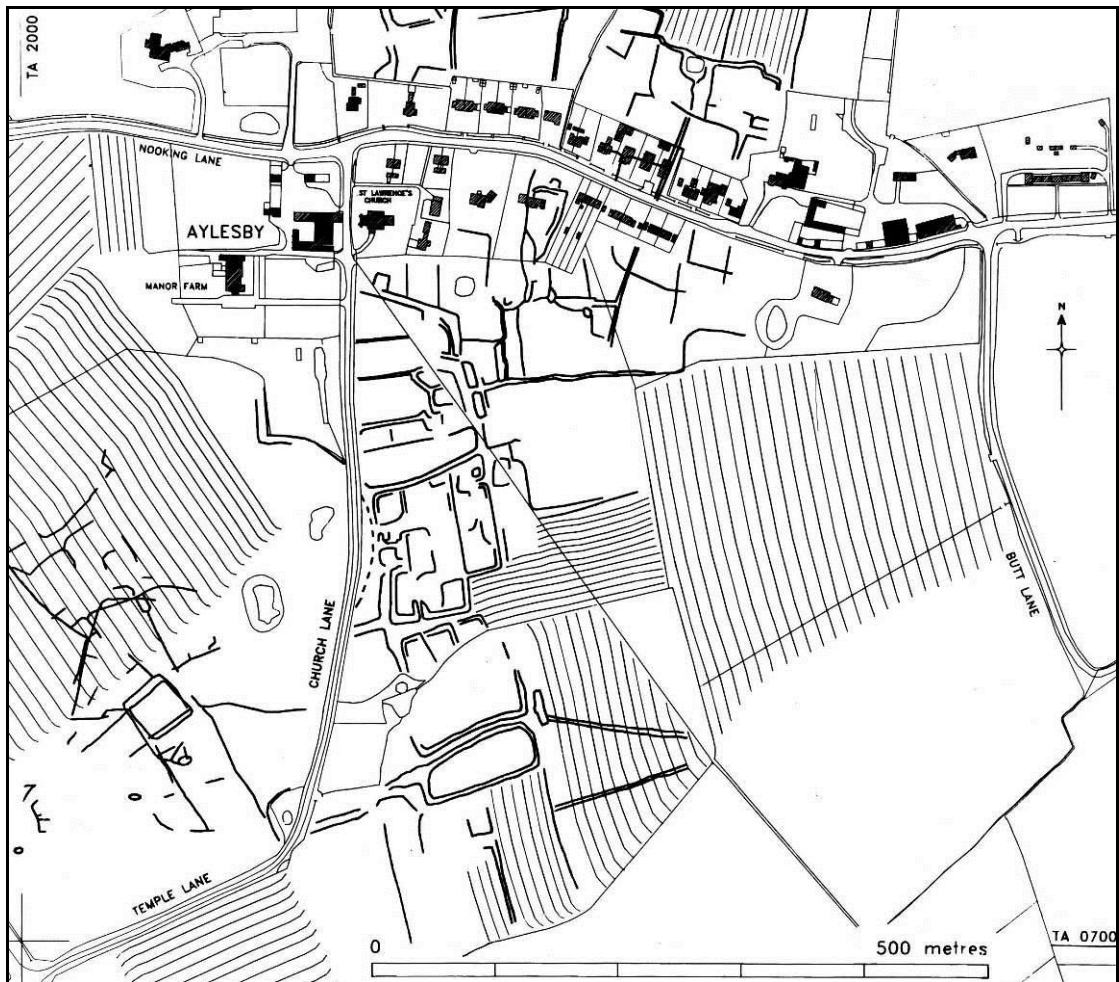 TA 2000
NOOKING LANE
ST LAWRENCE'S
CHURCH
AYLESBY
MANOR FARM
N
CHURCH LANE
BUTT LANE
TEMPLE LANE
0
500 metres
TA 0700